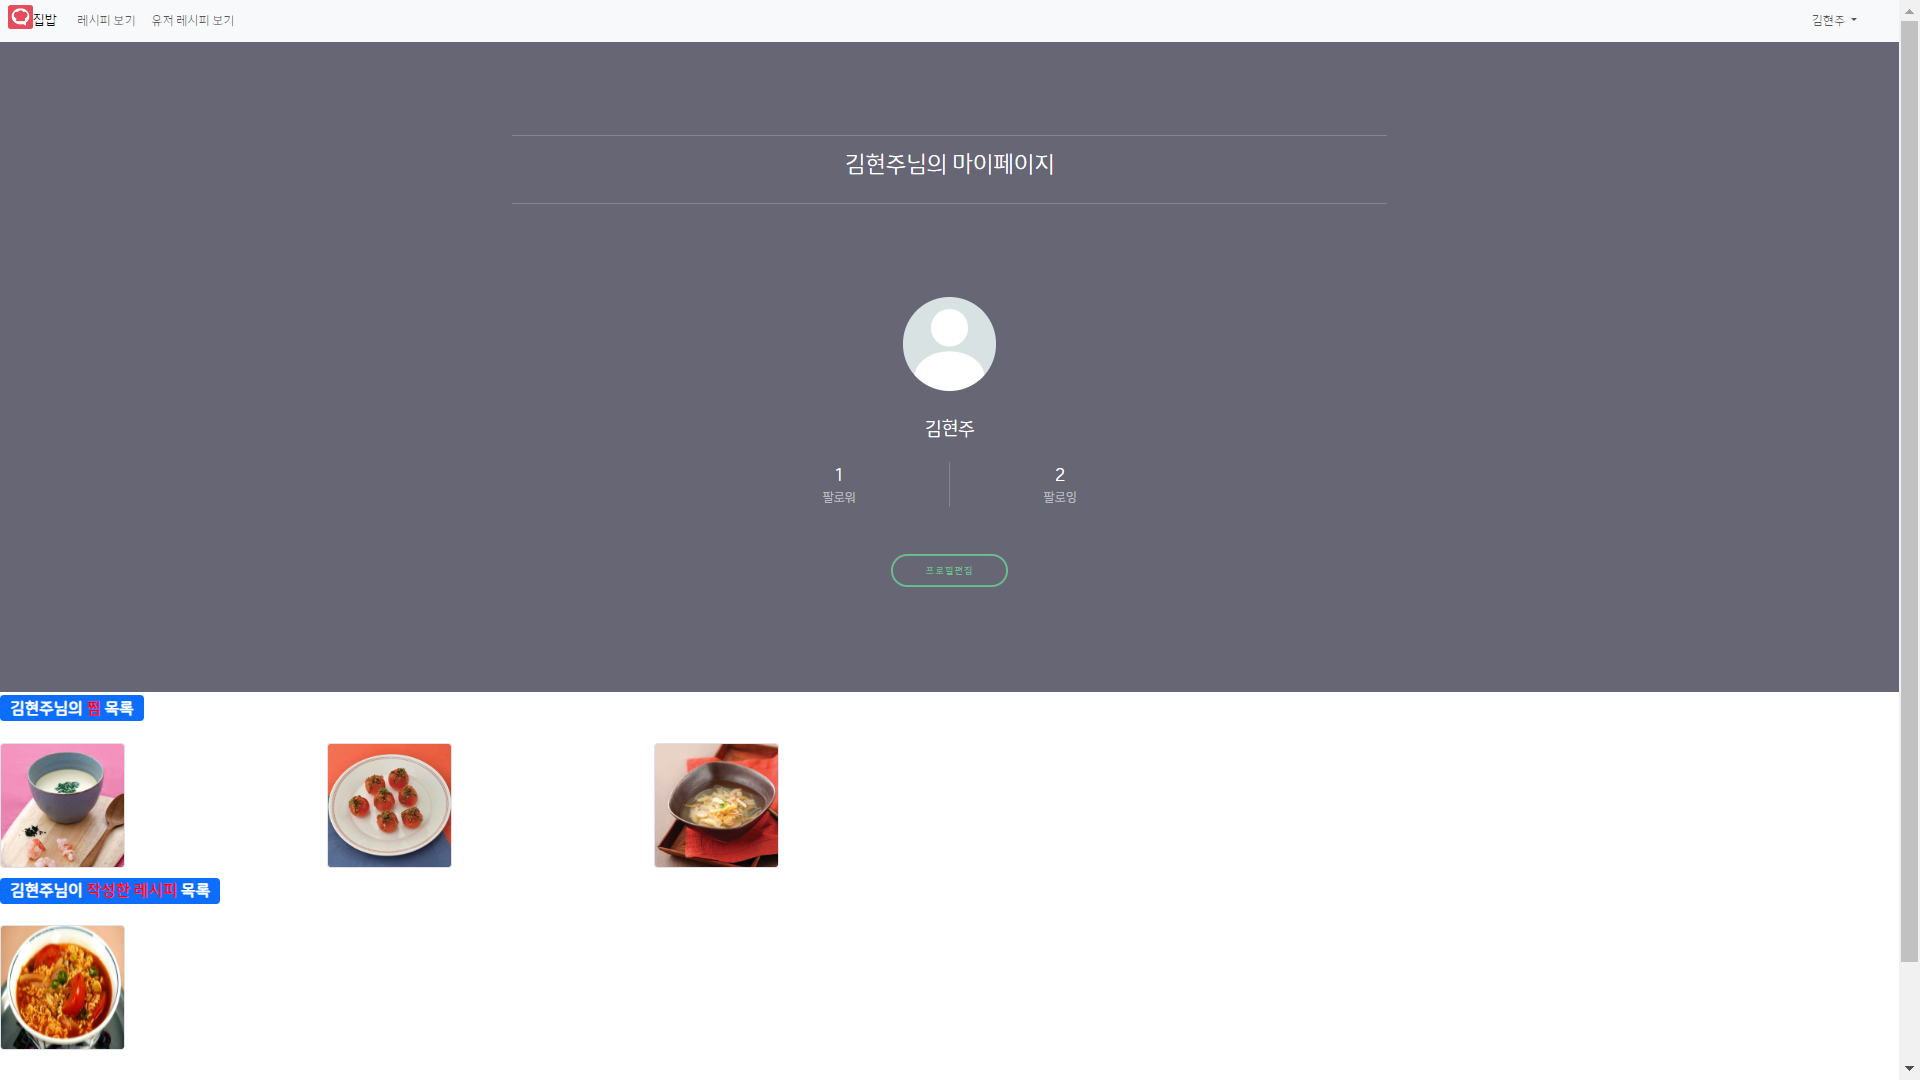 집밥 레시피 보기 유저 레시피 보기 김현주
김현주님의 마이페이지
김현주
1 2
팔로워 팔로잉
프로필편집
김현주님의 찜 목록
김현주님이 작성한 레시피 목록